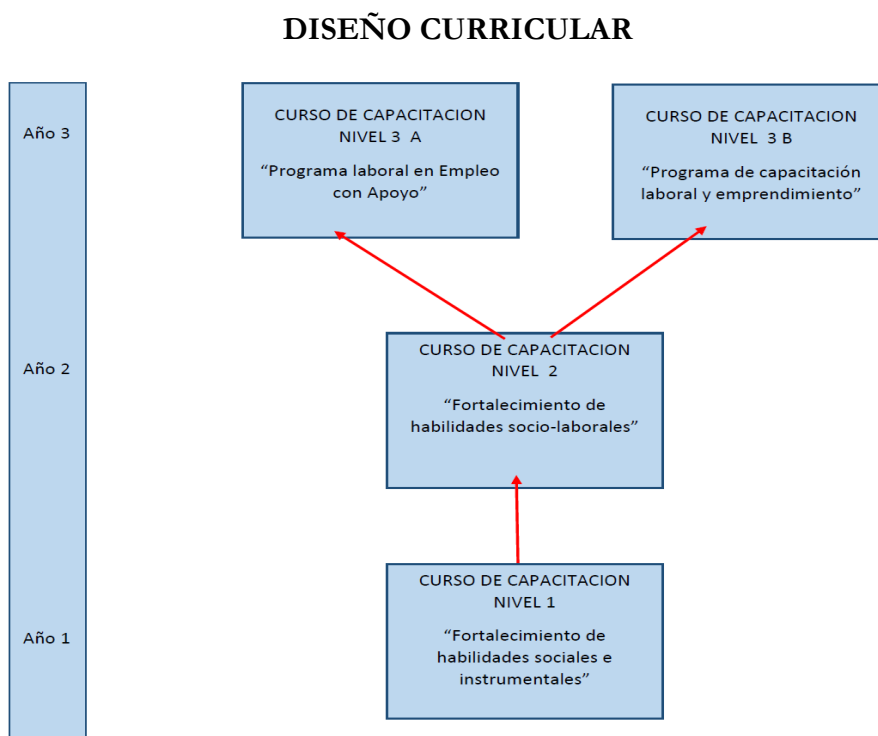 DISEÑO CURRICULAR
Año 3
CURSO DE CAPACITACION
NIVEL 3 A
“Programa laboral en Empleo
con Apoyo”
CURSO DE CAPACITACION
NIVEL 3 B
“Programa de capacitación
laboral y emprendimiento”
Año 2
CURSO DE CAPACITACION
NIVEL 2
“Fortalecimiento de
habilidades socio-laborales”
Año 1
CURSO DE CAPACITACION
NIVEL 1
“Fortalecimiento de
habilidades sociales e
instrumentales”